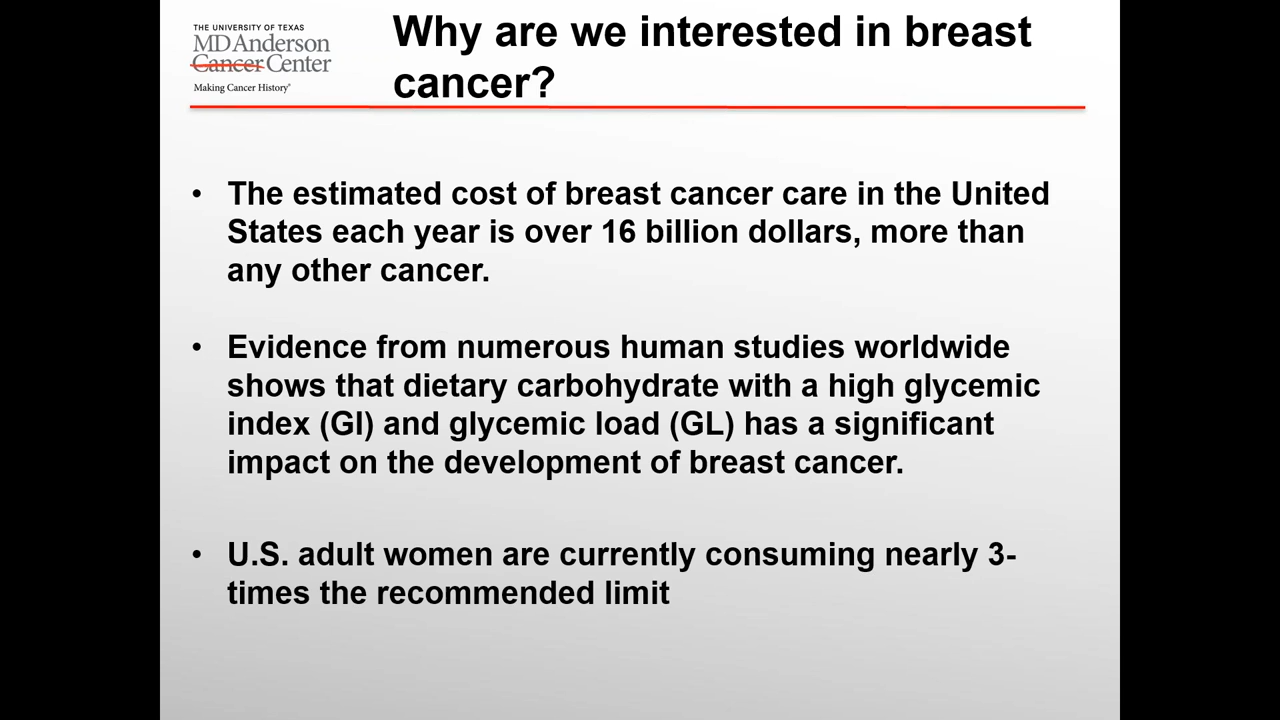 THE UNIVERSITY OF TEXAS
MD Anderson
Cancer Center
Making Cancer History®
Why are we interested in breast
cancer?
• The estimated cost of breast cancer care in the United
States each year is over 16 billion dollars, more than
any other cancer.
• Evidence from numerous human studies worldwide
shows that dietary carbohydrate with a high glycemic
index (GI) and glycemic load (GL) has a significant
impact on the development of breast cancer.
• U.S. adult women are currently consuming nearly 3-
times the recommended limit